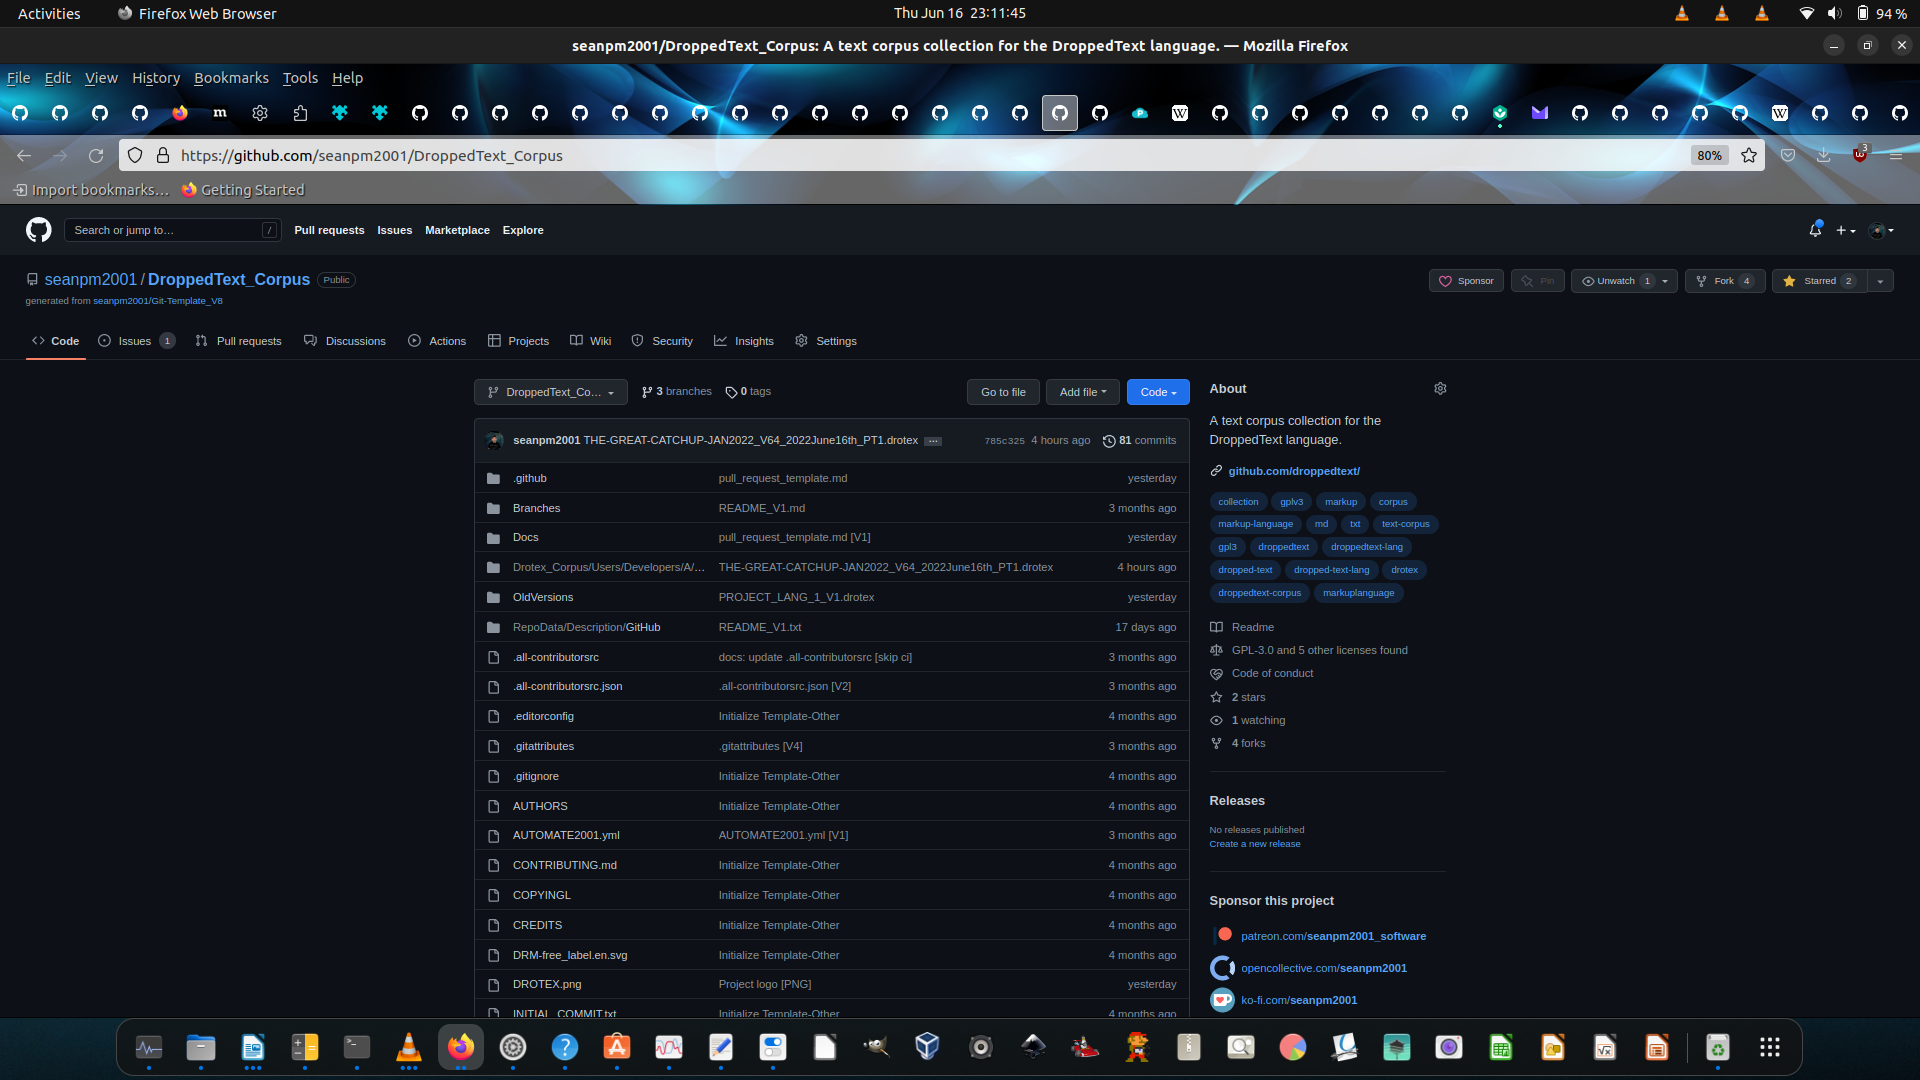 Activities Firefox Web Browser Thu Jun 16 23:11:45 94 %
seanpm2001/DroppedText_Corpus: A text corpus collection for the DroppedText language. — Mozilla Firefox
File Edit View History Bookmarks Tools Help
https://github.com/seanpm2001/DroppedText_Corpus 80% 3
Import bookmarks… Getting Started
Search or jump to… / Pull requests Issues Marketplace Explore
seanpm2001 / DroppedText_Corpus Public Sponsor Pin Unwatch 1 Fork 4 Starred 2
generated from seanpm2001/Git-Template_V8
Code Issues 1 Pull requests Discussions Actions Projects Wiki Security Insights Settings
DroppedText_Co… 3 branches 0 tags Go to file Add file Code
seanpm2001 THE-GREAT-CATCHUP-JAN2022_V64_2022June16th_PT1.drotex … 785c325 4 hours ago 81 commits
.github pull_request_template.md yesterday
Branches README_V1.md 3 months ago
Docs pull_request_template.md [V1] yesterday
Drotex_Corpus/Users/Developers/A/… THE-GREAT-CATCHUP-JAN2022_V64_2022June16th_PT1.drotex 4 hours ago
OldVersions PROJECT_LANG_1_V1.drotex yesterday
RepoData/Description/GitHub README_V1.txt 17 days ago
.all-contributorsrc docs: update .all-contributorsrc [skip ci] 3 months ago
.all-contributorsrc.json .all-contributorsrc.json [V2] 3 months ago
.editorconfig Initialize Template-Other 4 months ago
.gitattributes .gitattributes [V4] 3 months ago
.gitignore Initialize Template-Other 4 months ago
AUTHORS Initialize Template-Other 4 months ago
AUTOMATE2001.yml AUTOMATE2001.yml [V1] 3 months ago
CONTRIBUTING.md Initialize Template-Other 4 months ago
COPYINGL Initialize Template-Other 4 months ago
CREDITS Initialize Template-Other 4 months ago
DRM-free_label.en.svg Initialize Template-Other 4 months ago
DROTEX.png Project logo [PNG] yesterday
INITIAL_COMMIT.txt Initialize Template-Other 4 months ago
About
A text corpus collection for the
DroppedText language.
github.com/droppedtext/
collection gplv3 markup corpus
markup-language md txt text-corpus
gpl3 droppedtext droppedtext-lang
dropped-text dropped-text-lang drotex
droppedtext-corpus markuplanguage
Readme
GPL-3.0 and 5 other licenses found
Code of conduct
2 stars
1 watching
4 forks
Releases
No releases published
Create a new release
Sponsor this project
patreon.com/seanpm2001_software
opencollective.com/seanpm2001
ko-fi.com/seanpm2001